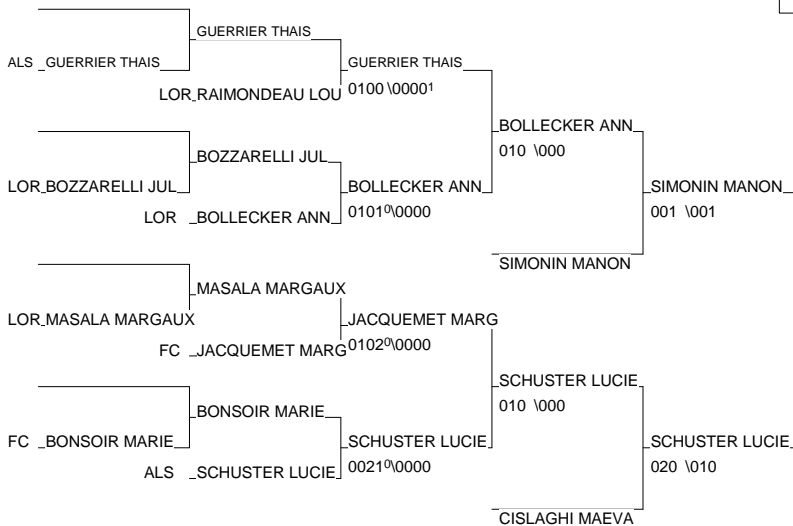 GUERRIER THAIS
ALS GUERRIER THAIS
GUERRIER THAIS
LOR RAIMONDEAU LOU
0100 \0000¹
BOLLECKER ANN
010 \000
BOZZARELLI JUL
LOR BOZZARELLI JUL
BOLLECKER ANN
SIMONIN MANON
0101⁰\0000
001 \001
LOR BOLLECKER ANN
SIMONIN MANON
MASALA MARGAUX
LOR MASALA MARGAUX
JACQUEMET MARG
FC JACQUEMET MARG
0102⁰\0000
SCHUSTER LUCIE
010 \000
BONSOIR MARIE
FC BONSOIR MARIE
SCHUSTER LUCIE
SCHUSTER LUCIE
0021⁰\0000
020 \010
ALS SCHUSTER LUCIE
CISLAGHI MAEVA